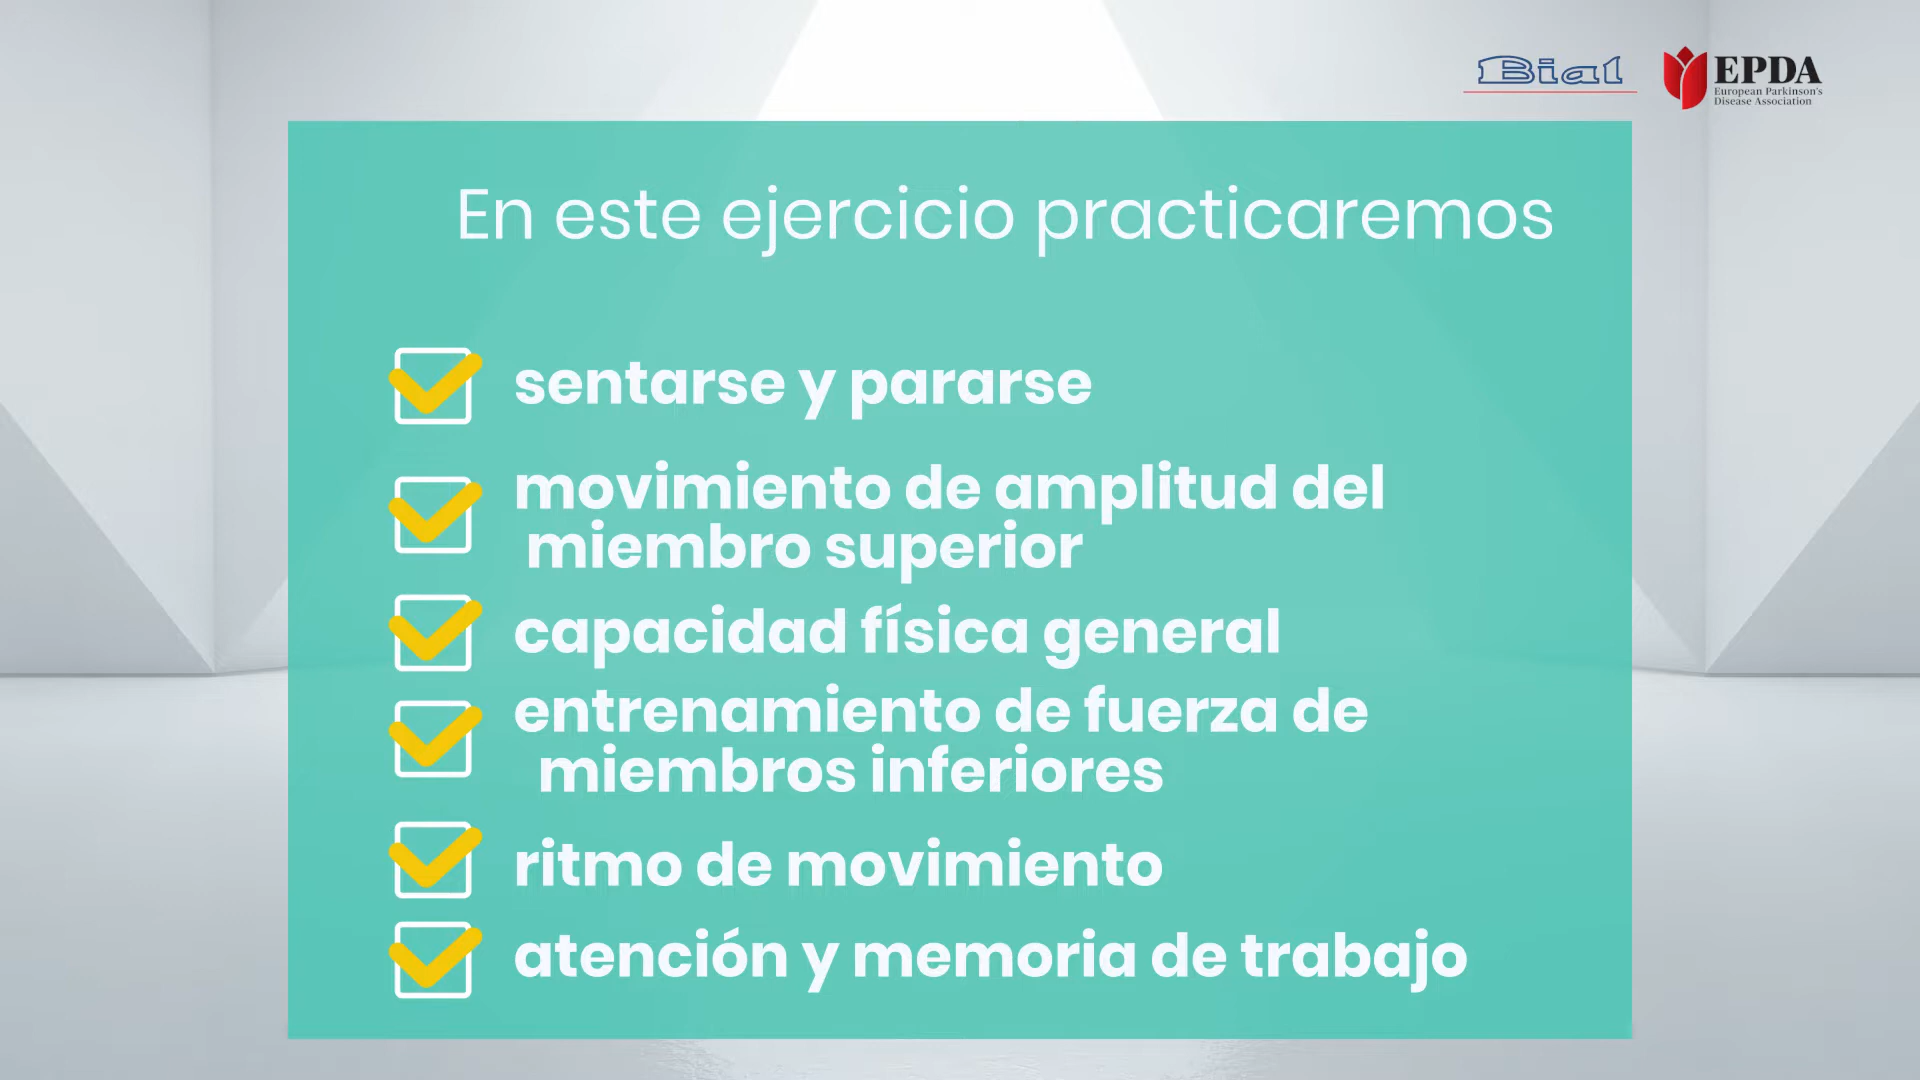 Bial
EPDA
European Parkinson's
Disease Association
En este ejercicio practicaremos
sentarse y pararse
movimiento de amplitud del
miembro superior
capacidad física general
entrenamiento de fuerza de
miembros inferiores
ritmo de movimiento
atención y memoria de trabajo